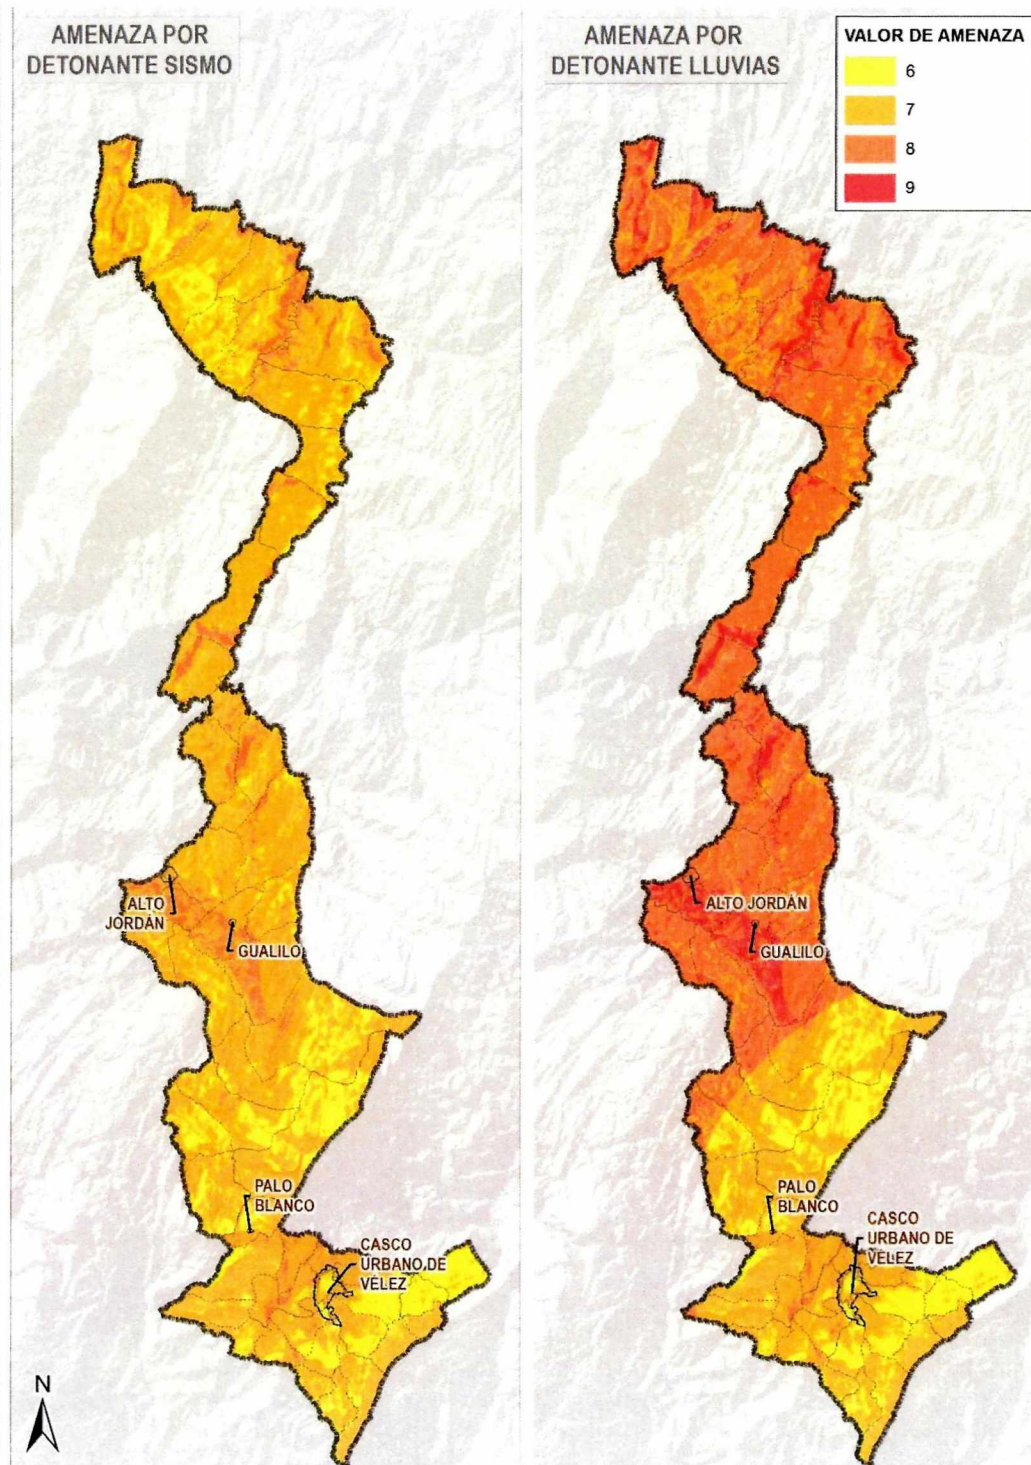 AMENAZA POR
DETONANTE SISMO
AMENAZA POR
DETONANTE LLUVIAS
VALOR DE AMENAZA
6
7
8
9
ALTO
JORDÁN
GUALILO
PALO
BLANCO
CASCO
URBANO DE
VÉLEZ
N
ALTO JORDÁN
GUALILO
PALO
BLANCO
CASCO
URBANO DE
VÉLEZ